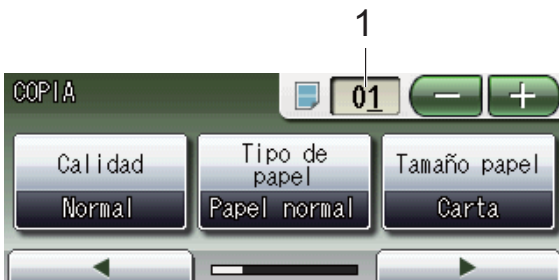 1
COPIA 01 − +
Calidad
Normal
Tipo de
papel
Papel normal
Tamaño papel
Carta